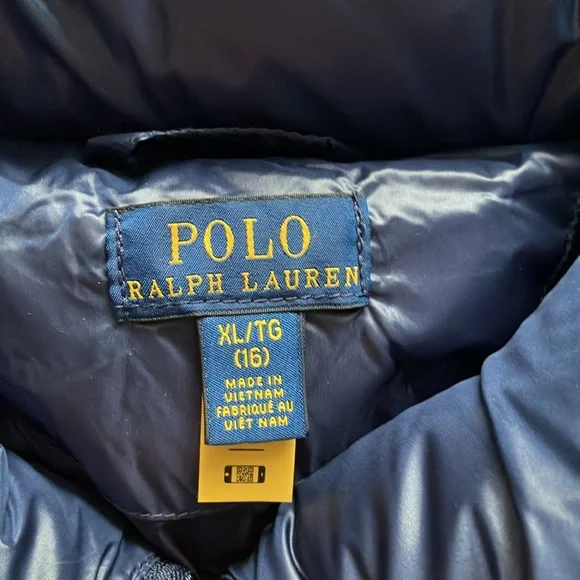 POLO
RALPH LAUREN
XL/TG
(16)
MADE IN
VIETNAM
FABRIQUÉ AU
VIÊT NAM